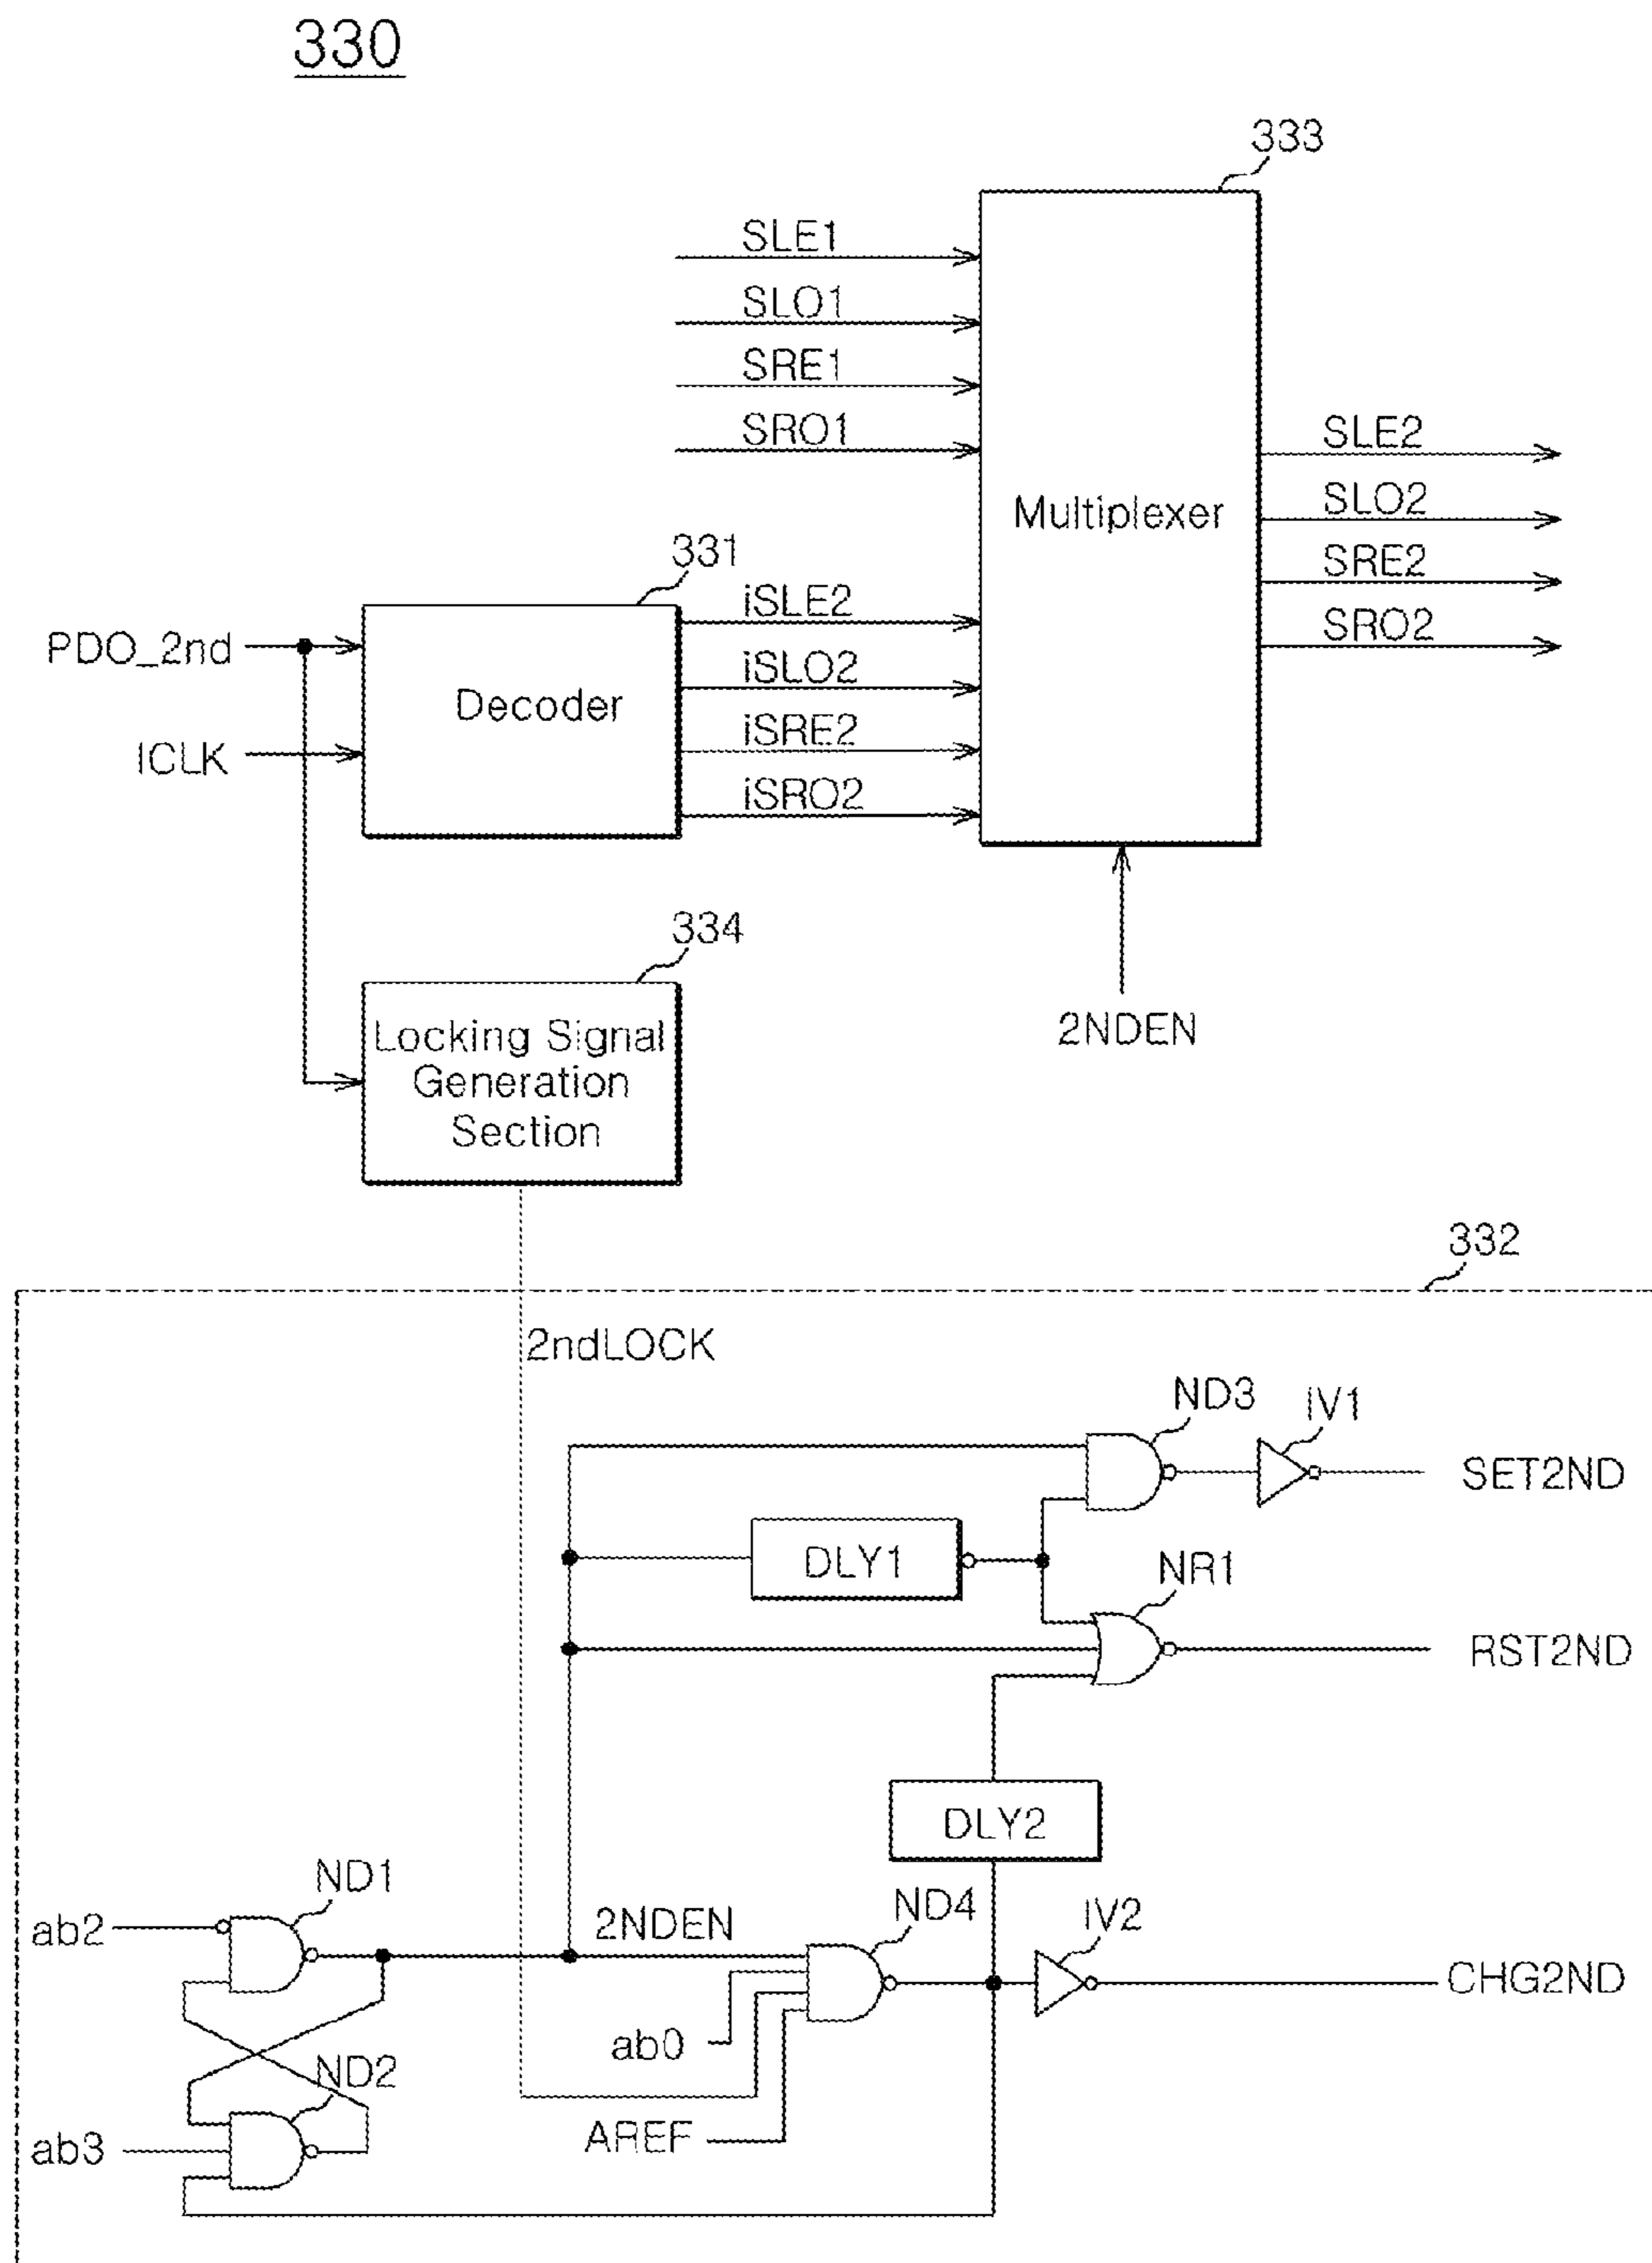 330
333
SLE1
SLO1
SRE1
SRO1
SLE2
SLO2
SRE2
SRO2
Multiplexer
331
iSLE2
iSLO2
iSRE2
iSRO2
PDO_2nd
Decoder
ICLK
334
Locking Signal
Generation
Section
2NDEN
332
2ndLOCK
ND3
IV1
SET2ND
DLY1
NR1
RST2ND
DLY2
ND1
ab2
2NDEN
ND4
IV2
CHG2ND
ab0
ND2
AREF
ab3